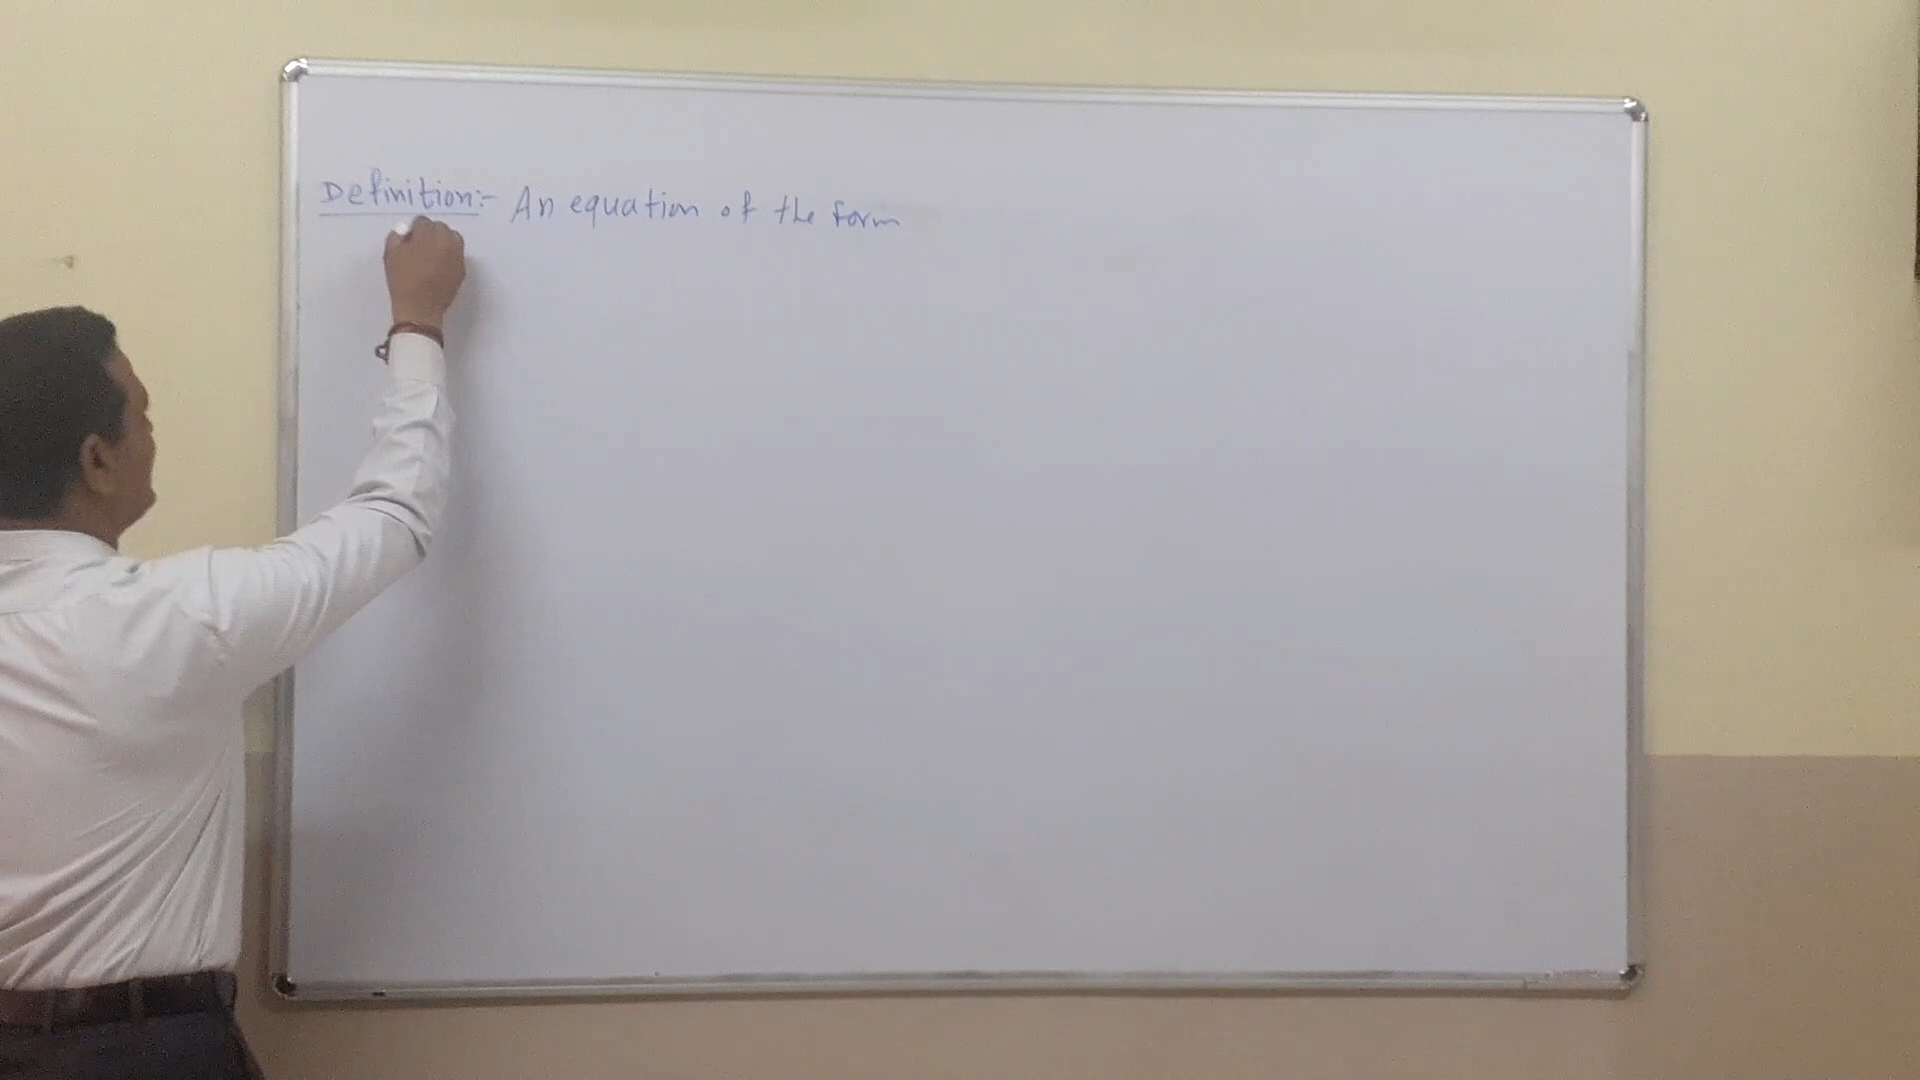 Definition:- An equation of the form